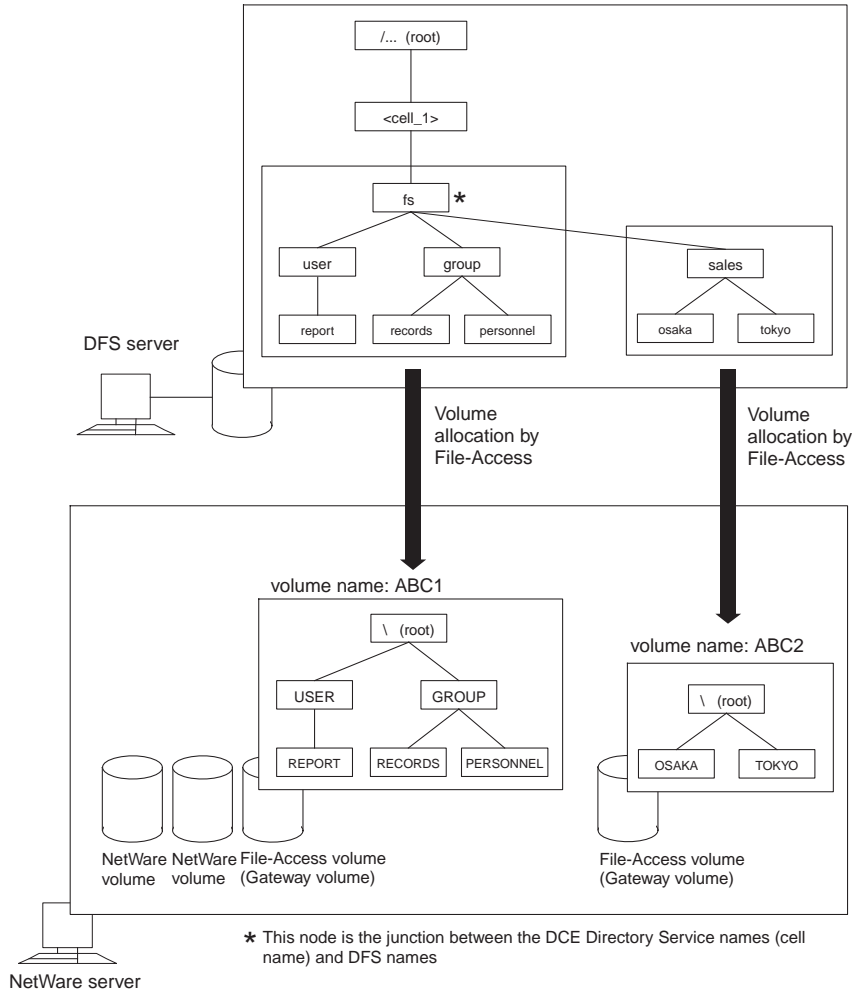 /... (root)
<cell_1>
fs *
user
group
sales
report
records
personnel
osaka
tokyo
DFS server
Volume
allocation by
File-Access
Volume
allocation by
File-Access
volume name: ABC1
\ (root)
USER
GROUP
REPORT
RECORDS
PERSONNEL
volume name: ABC2
\ (root)
OSAKA
TOKYO
NetWare
volume
NetWare
volume
File-Access volume
(Gateway volume)
File-Access volume
(Gateway volume)
* This node is the junction between the DCE Directory Service names (cell
name) and DFS names
NetWare server